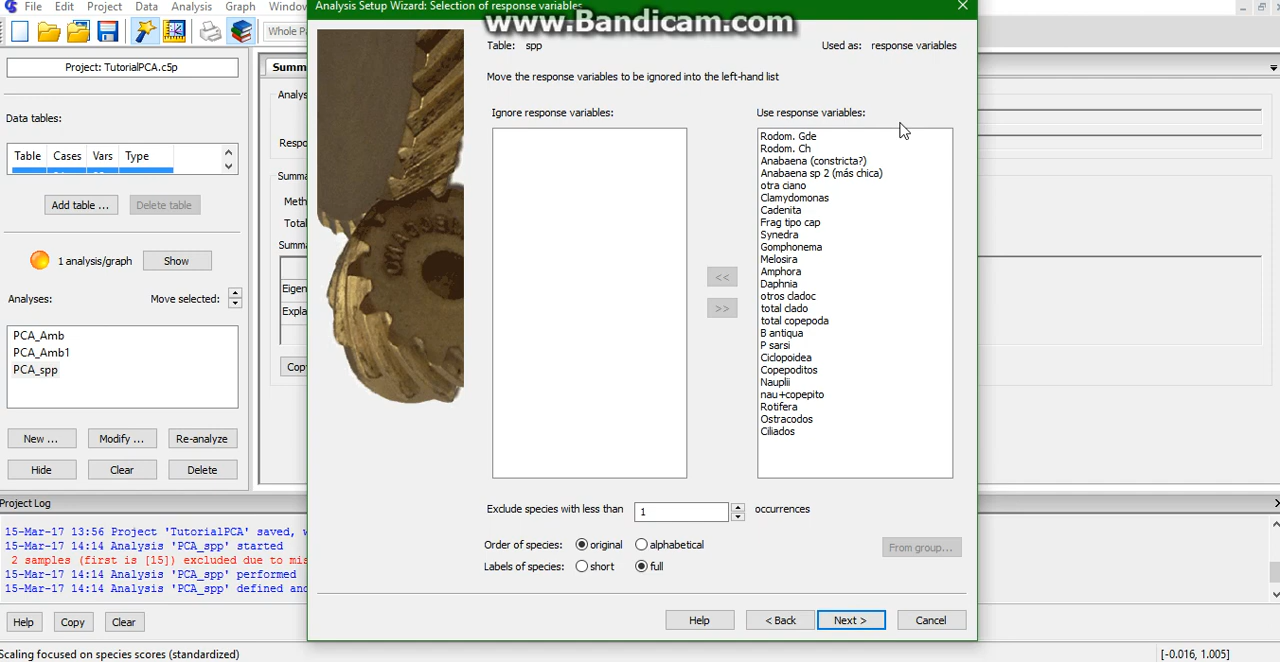 File Edit Project Data Analysis Graph Window
Analysis Setup Wizard: Selection of response variables
www.Bandicam.com
Whole P
Project: TutorialPCA.c5p
Summ
Table: spp
Used as: response variables
Data tables:
Analys
Move the response variables to be ignored into the left-hand list
Table Cases Vars Type
Respo
Ignore response variables:
Use response variables:
Rodom. Gde
Rodom. Ch
Anabaena (constricta?)
Anabaena sp 2 (más chica)
otra ciano
Clamydomonas
Cadenita
Frag tipo cap
Synedra
Gomphonema
Melosira
Amphora
Daphnia
otros cladoc
total clado
total copepoda
B antiqua
P sarsi
Ciclopoidea
Copepoditos
Nauplii
nau+copepito
Rotifera
Ostracodos
Ciliados
<<
>>
Add table ... Delete table
Summa
Meth
Total
Summa
1 analysis/graph Show
Eigen
Expla
Analyses: Move selected:
PCA_Amb
PCA_Amb1
PCA_spp
Cop
New ... Modify ... Re-analyze
Hide Clear Delete
Exclude species with less than 1 occurrences
Order of species: original alphabetical
From group...
Labels of species: short full
Project Log
15-Mar-17 13:56 Project 'TutorialPCA' saved, w
15-Mar-17 14:14 Analysis 'PCA_spp' started
2 samples (first is [15]) excluded due to mis
15-Mar-17 14:14 Analysis 'PCA_spp' performed
15-Mar-17 14:14 Analysis 'PCA_spp' defined and
Help Copy Clear
Help < Back Next > Cancel
Scaling focused on species scores (standardized)
[-0.016, 1.005]